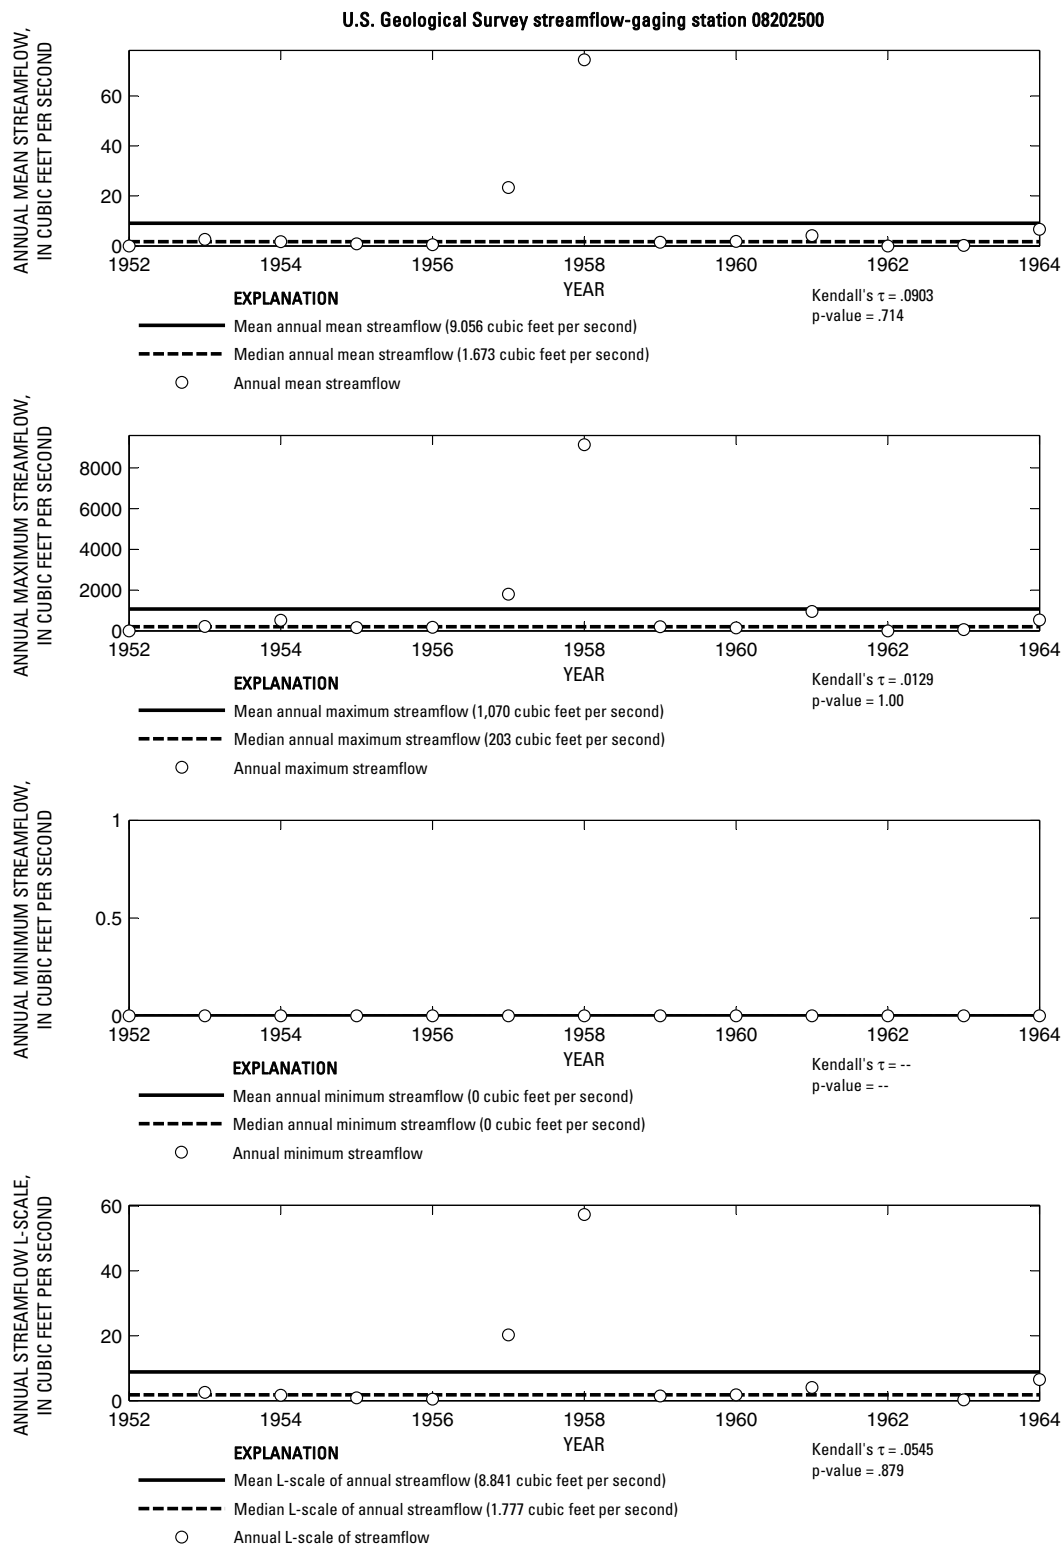 U.S. Geological Survey streamflow-gaging station 08202500
ANNUAL MEAN STREAMFLOW,
IN CUBIC FEET PER SECOND
60
40
20
0
1952 1954 1956 1958 1960 1962 1964
YEAR
EXPLANATION
Mean annual mean streamflow (9.056 cubic feet per second)
Median annual mean streamflow (1.673 cubic feet per second)
Annual mean streamflow
Kendall's τ = .0903
p-value = .714
ANNUAL MAXIMUM STREAMFLOW,
IN CUBIC FEET PER SECOND
8000
6000
4000
2000
0
1952 1954 1956 1958 1960 1962 1964
YEAR
EXPLANATION
Mean annual maximum streamflow (1,070 cubic feet per second)
Median annual maximum streamflow (203 cubic feet per second)
Annual maximum streamflow
Kendall's τ = .0129
p-value = 1.00
ANNUAL MINIMUM STREAMFLOW,
IN CUBIC FEET PER SECOND
1
0.5
0
1952 1954 1956 1958 1960 1962 1964
YEAR
EXPLANATION
Mean annual minimum streamflow (0 cubic feet per second)
Median annual minimum streamflow (0 cubic feet per second)
Annual minimum streamflow
Kendall's τ = --
p-value = --
ANNUAL STREAMFLOW L-SCALE,
IN CUBIC FEET PER SECOND
60
40
20
0
1952 1954 1956 1958 1960 1962 1964
YEAR
EXPLANATION
Mean L-scale of annual streamflow (8.841 cubic feet per second)
Median L-scale of annual streamflow (1.777 cubic feet per second)
Annual L-scale of streamflow
Kendall's τ = .0545
p-value = .879